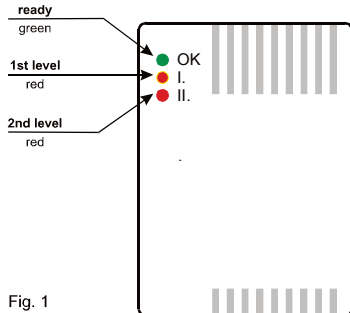 ready
green
OK
1st level
red
I.
II.
2nd level
red
Fig. 1